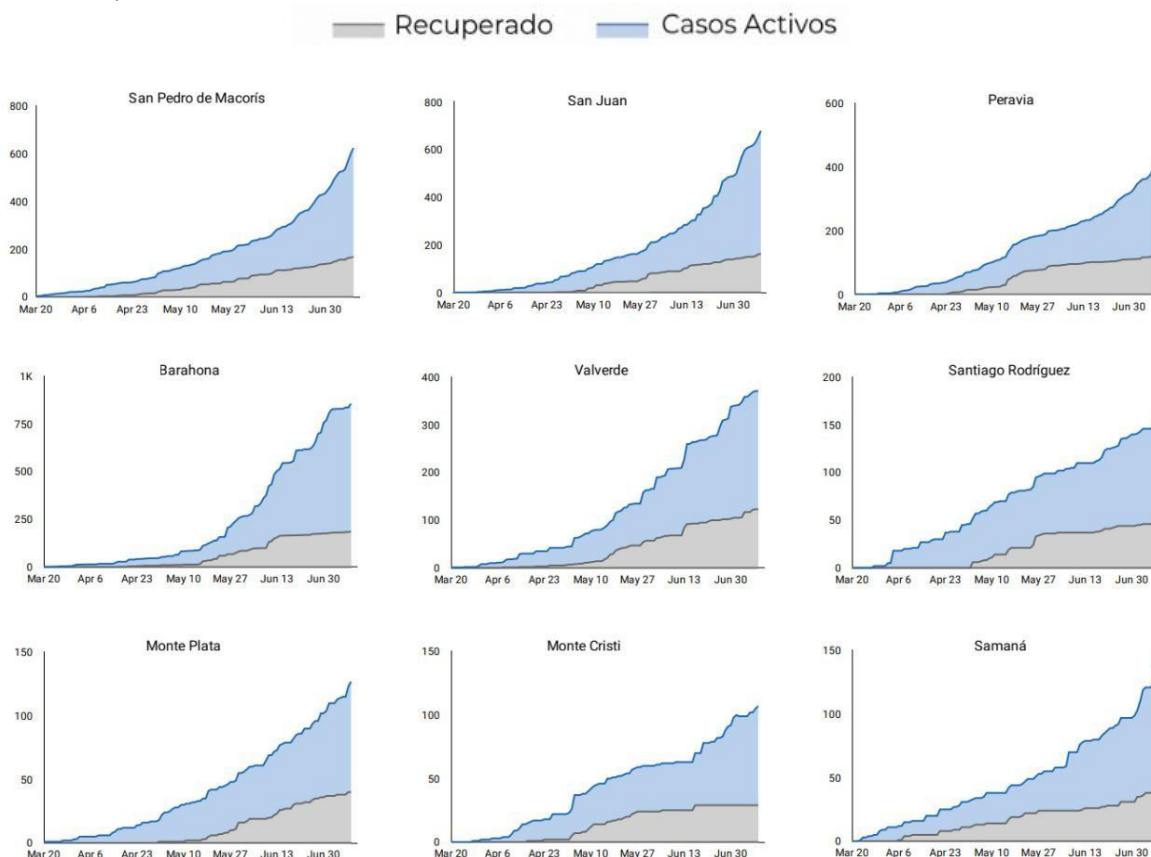 Recuperado Casos Activos
San Pedro de Macorís
800
600
400
200
0
Mar 20 Apr 6 Apr 23 May 10 May 27 Jun 13 Jun 30
San Juan
800
600
400
200
0
Mar 20 Apr 6 Apr 23 May 10 May 27 Jun 13 Jun 30
Peravia
600
400
200
0
Mar 20 Apr 6 Apr 23 May 10 May 27 Jun 13 Jun 30
Barahona
1K
750
500
250
0
Mar 20 Apr 6 Apr 23 May 10 May 27 Jun 13 Jun 30
Valverde
400
300
200
100
0
Mar 20 Apr 6 Apr 23 May 10 May 27 Jun 13 Jun 30
Santiago Rodríguez
200
150
100
50
0
Mar 20 Apr 6 Apr 23 May 10 May 27 Jun 13 Jun 30
Monte Plata
150
100
50
0
Mar 20 Apr 6 Apr 23 May 10 May 27 Jun 13 Jun 30
Monte Cristi
150
100
50
0
Mar 20 Apr 6 Apr 23 May 10 May 27 Jun 13 Jun 30
Samaná
150
100
50
0
Mar 20 Apr 6 Apr 23 May 10 May 27 Jun 13 Jun 30